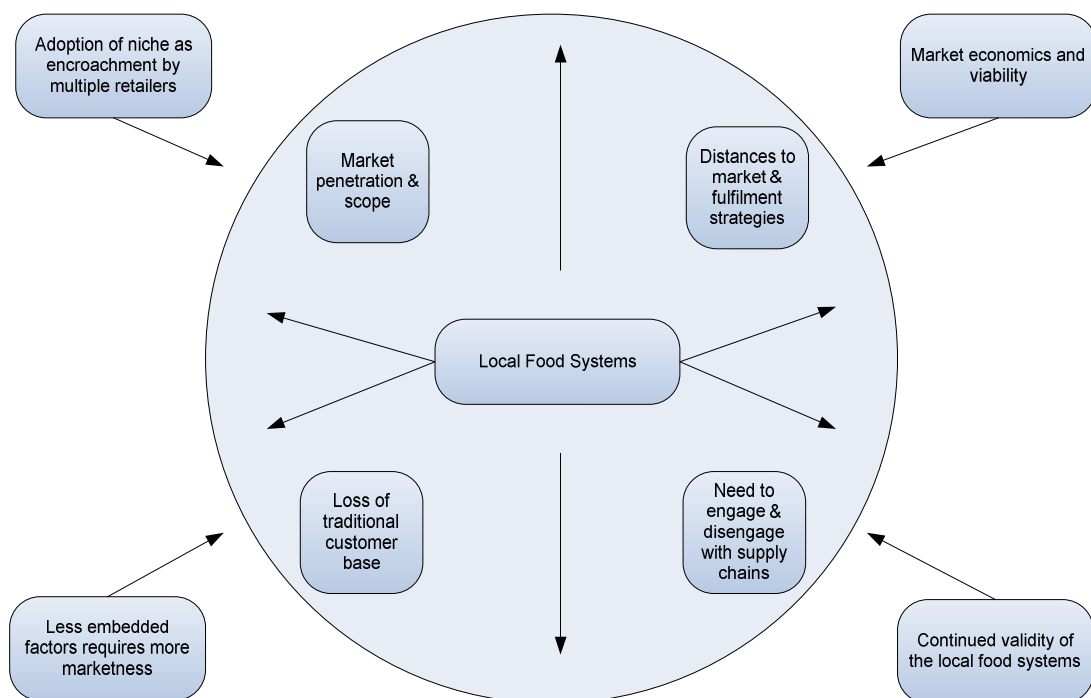 Adoption of niche as
encroachment by
multiple retailers
Market economics and
viability
Market
penetration &
scope
Distances to
market &
fulfilment
strategies
Local Food Systems
Loss of
traditional
customer
base
Need to
engage &
disengage
with supply
chains
Less embedded
factors requires more
marketness
Continued validity of
the local food systems